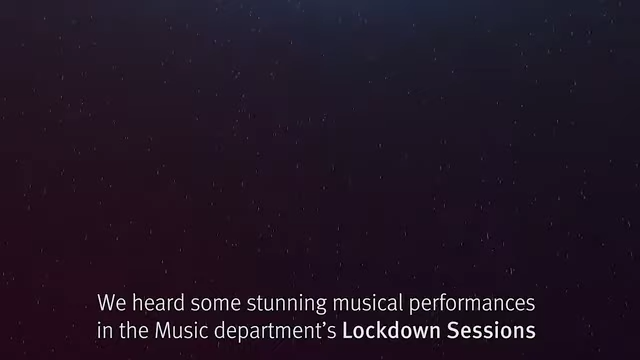 We heard some stunning musical performances
in the Music department’s Lockdown Sessions